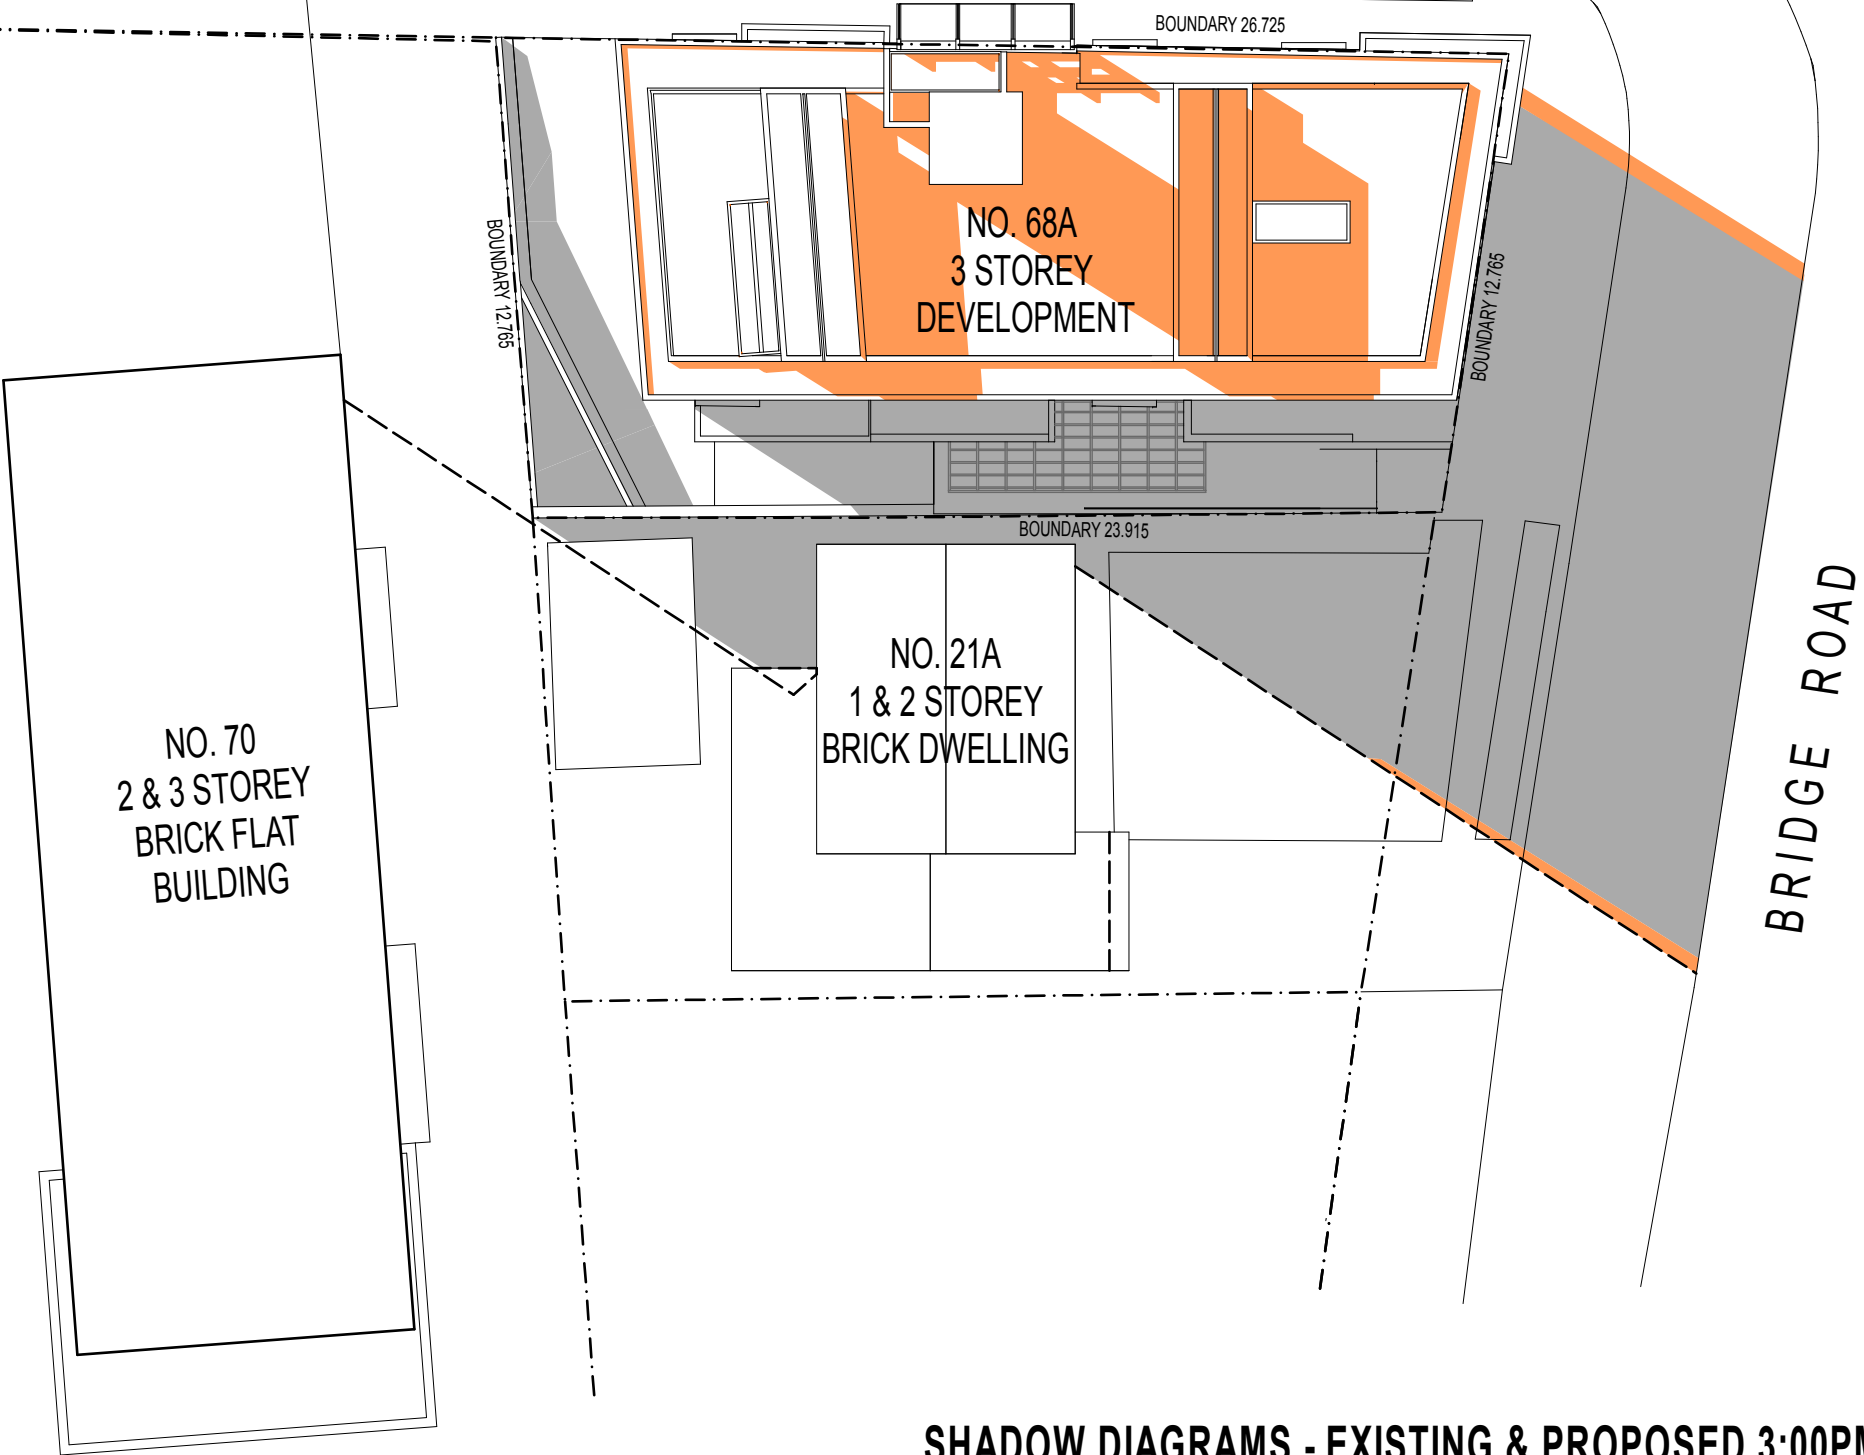 BOUNDARY 26.725
BOUNDARY 12.765
NO. 68A
3 STOREY
DEVELOPMENT
BOUNDARY 12.765
BOUNDARY 23.915
NO. 21A
1 & 2 STOREY
BRICK DWELLING
NO. 70
2 & 3 STOREY
BRICK FLAT
BUILDING
BRIDGE ROAD
SHADOW DIAGRAMS - EXISTING & PROPOSED 3:00PM